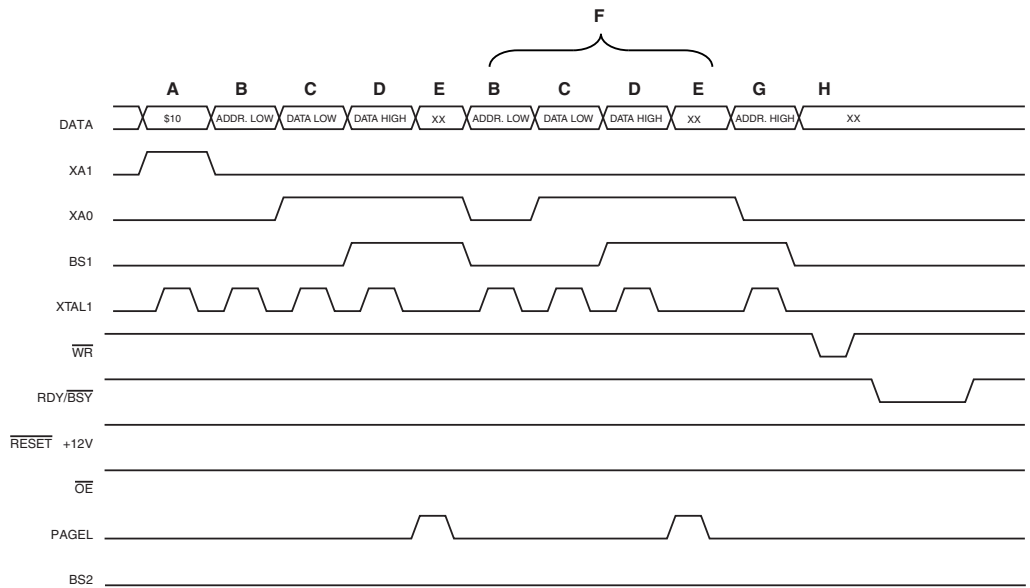 F
A B C D E B C D E G H
DATA $10 ADDR. LOW DATA LOW DATA HIGH XX ADDR. LOW DATA LOW DATA HIGH XX ADDR. HIGH XX
XA1
XA0
BS1
XTAL1
WR
RDY/BSY
RESET +12V
OE
PAGEL
BS2